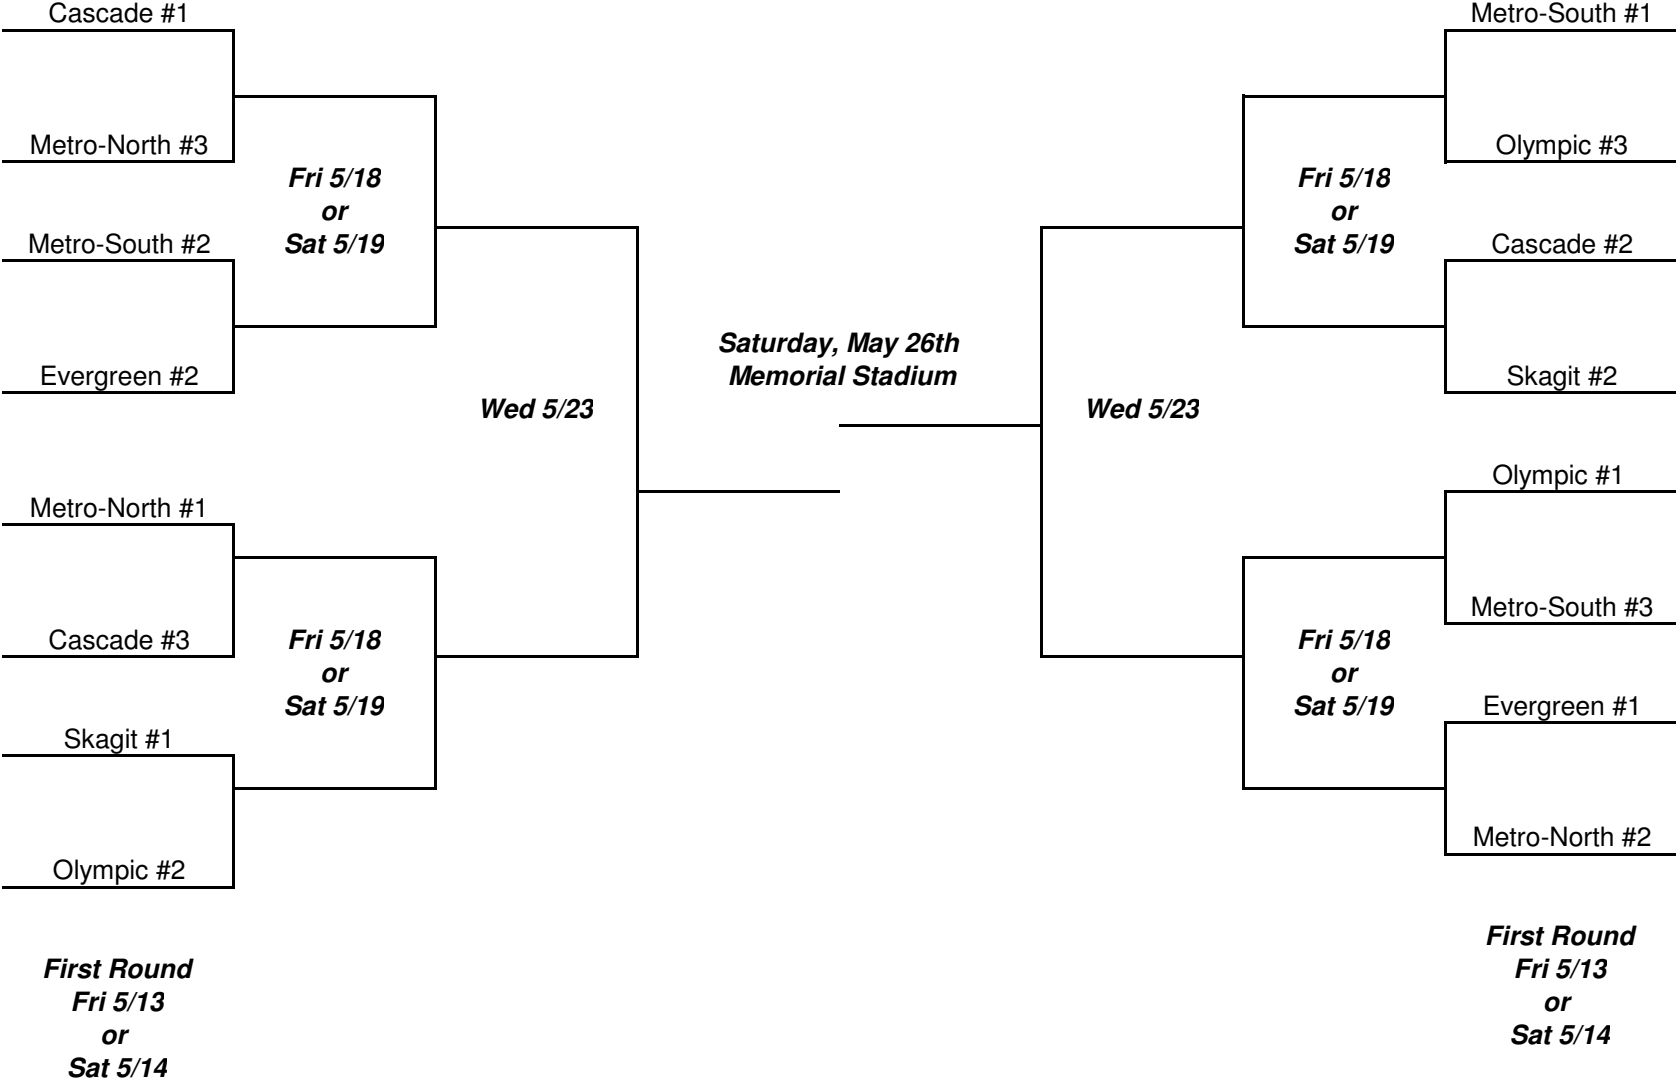 Cascade #1
Metro-North #3
Fri 5/18
or
Sat 5/19
Metro-South #2
Evergreen #2
Wed 5/23
Metro-North #1
Cascade #3
Fri 5/18
or
Sat 5/19
Skagit #1
Olympic #2
First Round
Fri 5/13
or
Sat 5/14
Saturday, May 26th
Memorial Stadium
Metro-South #1
Olympic #3
Fri 5/18
or
Sat 5/19
Cascade #2
Skagit #2
Wed 5/23
Olympic #1
Metro-South #3
Fri 5/18
or
Sat 5/19
Evergreen #1
Metro-North #2
First Round
Fri 5/13
or
Sat 5/14